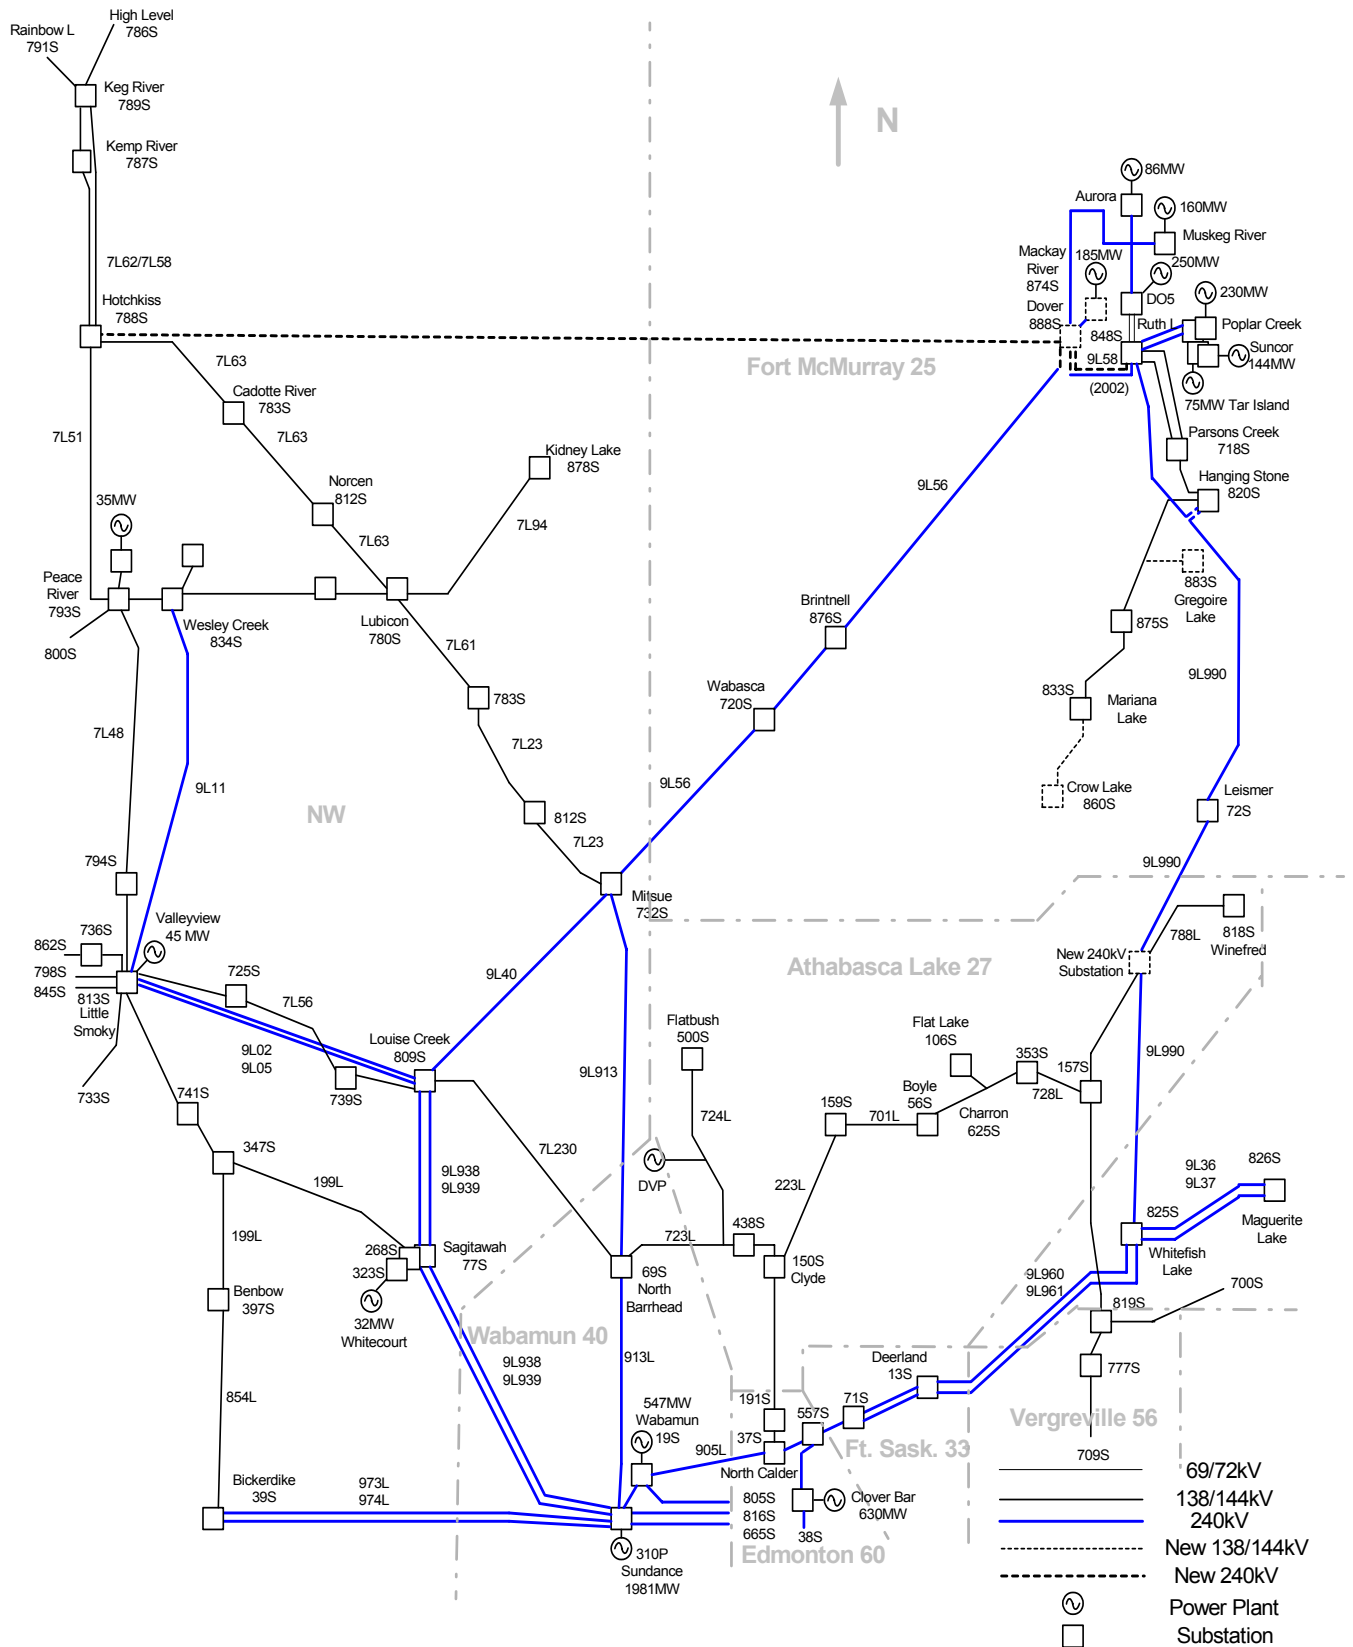 High Level
786S
Rainbow L
791S
Keg River
789S
Kemp River
787S
N
7L62/7L58
Hotchkiss
788S
86MW
Aurora
160MW
Muskeg River
Mackay
River
874S
185MW
250MW
Dover
888S
DO5
230MW
848S
Ruth L
Poplar Creek
9L58
Suncor
144MW
(2002)
75MW Tar Island
Fort McMurray 25
7L63
Cadotte River
783S
7L63
7L51
Parsons Creek
718S
Kidney Lake
878S
Norcen
812S
Hanging Stone
820S
9L56
35MW
7L94
7L63
Peace
River
793S
883S
Gregoire
Lake
Brintnell
876S
Wesley Creek
834S
Lubicon
780S
875S
800S
7L61
9L990
Wabasca
720S
783S
833S
Mariana
Lake
7L48
7L23
9L56
9L11
Crow Lake
860S
Leismer
72S
NW
812S
7L23
794S
9L990
Mitsue
732S
Valleyview
45 MW
736S
862S
798S
845S
813S
Little
Smoky
788L
818S
Winefred
New 240kV
Substation
Athabasca Lake 27
9L40
725S
7L56
Flatbush
500S
Flat Lake
106S
Louise Creek
809S
353S
157S
9L990
9L02
9L05
9L913
733S
739S
741S
Boyle
56S
728L
159S
701L
Charron
625S
724L
347S
7L230
9L938
9L939
DVP
223L
9L36
9L37
826S
199L
Maguerite
Lake
825S
Whitefish
Lake
199L
438S
723L
268S
Sagitawah
77S
323S
150S
Clyde
69S
North
Barrhead
9L960
9L961
700S
Benbow
397S
32MW
Whitecourt
819S
Wabamun 40
913L
Deerland
13S
9L938
9L939
777S
854L
547MW
Wabamun
19S
191S
557S
71S
Vergreville 56
37S
905L
North Calder
Ft. Sask. 33
709S
69/72kV
Bickerdike
39S
973L
974L
805S
816S
665S
Clover Bar
630MW
138/144kV
240kV
38S
New 138/144kV
310P
Sundance
1981MW
Edmonton 60
New 240kV
Power Plant
Substation